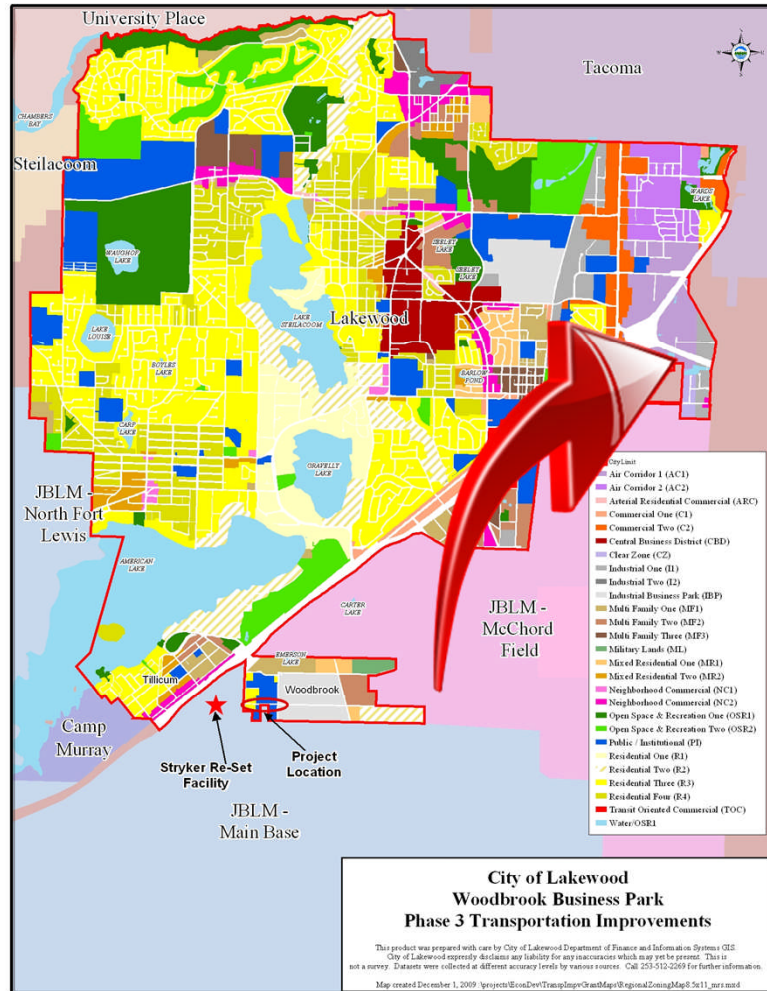 University Place
Tacoma
CHAMBERS
BAY
Steilacoom
WARDS
LAKE
WAUGHOP
LAKE
SEELEY
LAKE
SEELEY
LAKE
LAKE
STEILACOOM
Lakewood
LAKE
LOUISE
BOYLES
LAKE
BARLOW
POND
CARP
LAKE
GRAVELLY
LAKE
JBLM -
North Fort
Lewis
AMERICAN
LAKE
CARTER
LAKE
JBLM -
McChord
Field
EMERSON
LAKE
Tillicum
Woodbrook
Camp
Murray
Stryker Re-Set
Facility
Project
Location
JBLM -
Main Base
City Limit
Air Corridor 1 (AC1)
Air Corridor 2 (AC2)
Arterial Residential Commercial (ARC)
Commercial One (C1)
Commercial Two (C2)
Central Business District (CBD)
Clear Zone (CZ)
Industrial One (I1)
Industrial Two (I2)
Industrial Business Park (IBP)
Multi Family One (MF1)
Multi Family Two (MF2)
Multi Family Three (MF3)
Military Lands (ML)
Mixed Residential One (MR1)
Mixed Residential Two (MR2)
Neighborhood Commercial (NC1)
Neighborhood Commercial (NC2)
Open Space & Recreation One (OSR1)
Open Space & Recreation Two (OSR2)
Public / Institutional (PI)
Residential One (R1)
Residential Two (R2)
Residential Three (R3)
Residential Four (R4)
Transit Oriented Commercial (TOC)
Water/OSR1
City of Lakewood
Woodbrook Business Park
Phase 3 Transportation Improvements
This product was prepared with care by City of Lakewood Department of Finance and Information Systems GIS.
City of Lakewood expressly disclaims any liability for any inaccuracies which may yet be present. This is
not a survey. Datasets were collected at different accuracy levels by various sources. Call 253-512-2269 for further information.
Map created December 1, 2009 :\projects\EconDev\TranspImpvGrantMaps\RegionalZoningMap8.5x11_mrs.mxd